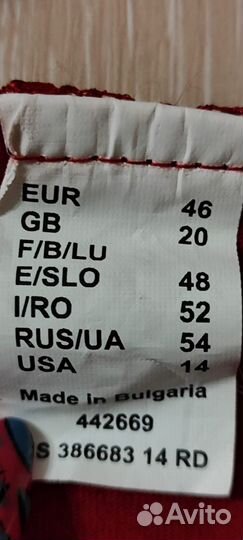 EUR 46
GB 20
F/B/LU
E/SLO 48
I/RO 52
RUS/UA 54
USA 14
Made in Bulgaria
442669
S 386683 14 RD
Avito